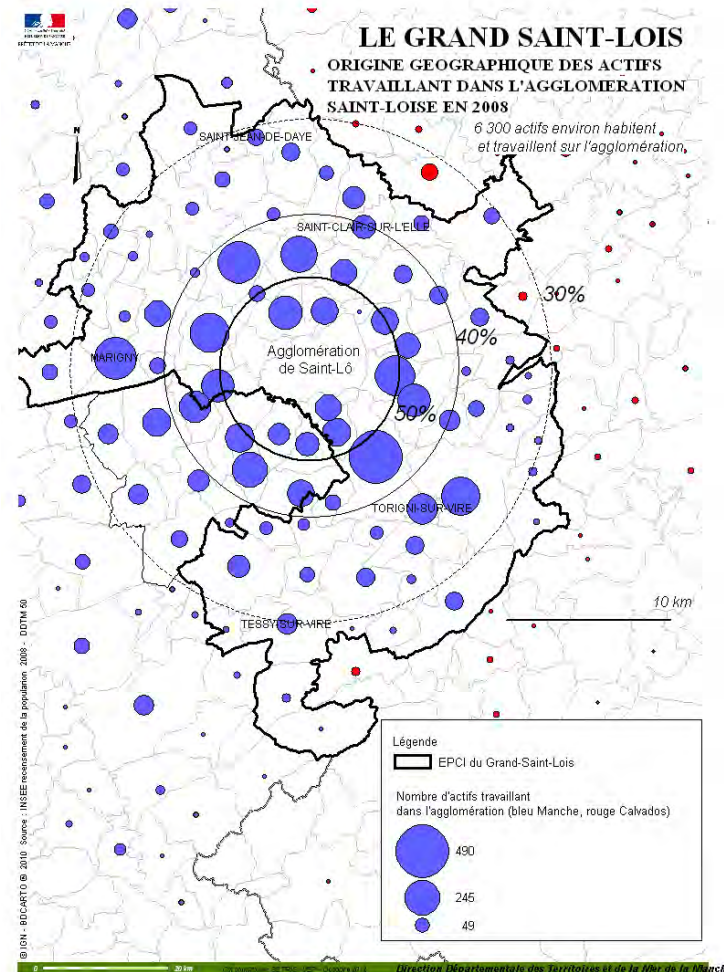 LE GRAND SAINT-LOIS
ORIGINE GEOGRAPHIQUE DES ACTIFS
TRAVAILLANT DANS L'AGGLOMERATION
SAINT-LOISE EN 2008
6 300 actifs environ habitent
et travaillent sur l'agglomération
N
SAINT-JEAN-DE-DAYE
SAINT-CLAIR-SUR-L'ELLE
30%
40%
Agglomération
de Saint-Lô
MARIGNY
50%
TORIGNI-SUR-VIRE
10 km
TESSY-SUR-VIRE
Légende
EPCI du Grand-Saint-Lois
Nombre d'actifs travaillant
dans l'agglomération (bleu Manche, rouge Calvados)
490
245
49
© IGN - BDCARTO ® 2010 Source : INSEE recensement de la population 2008 - DDTM 50
0 20 km
Direction Départementale des Territoires et de la Mer de la Manc